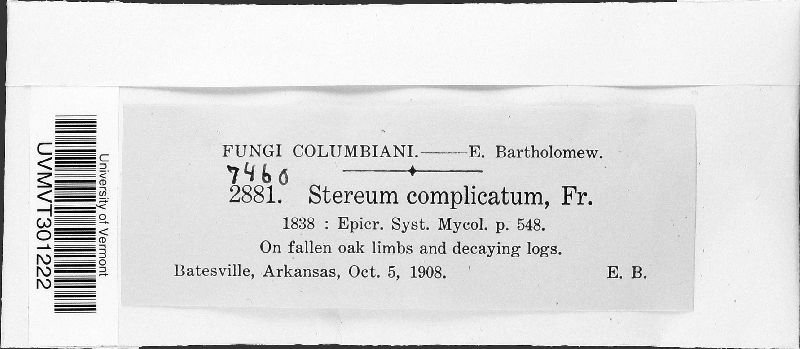 FUNGI COLUMBIANI.——E. Bartholomew.
7460
2881. Stereum complicatum, Fr.
1838 : Epicr. Syst. Mycol. p. 548.
On fallen oak limbs and decaying logs.
Batesville, Arkansas, Oct. 5, 1908. E. B.
University of Vermont
UVMVT301222